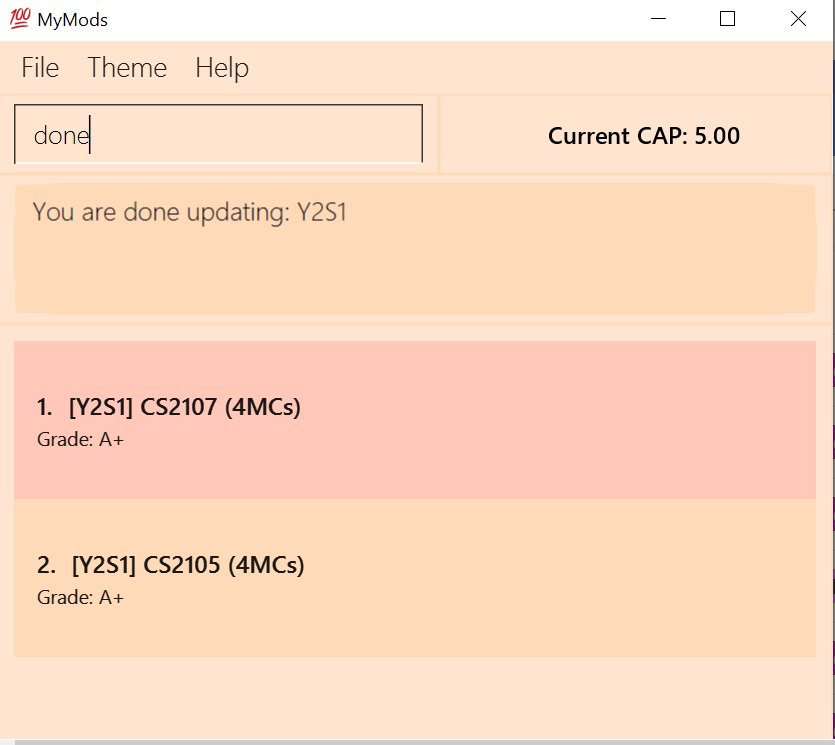 💯 MyMods
File Theme Help
done
Current CAP: 5.00
You are done updating: Y2S1
1. [Y2S1] CS2107 (4MCs)
Grade: A+
2. [Y2S1] CS2105 (4MCs)
Grade: A+